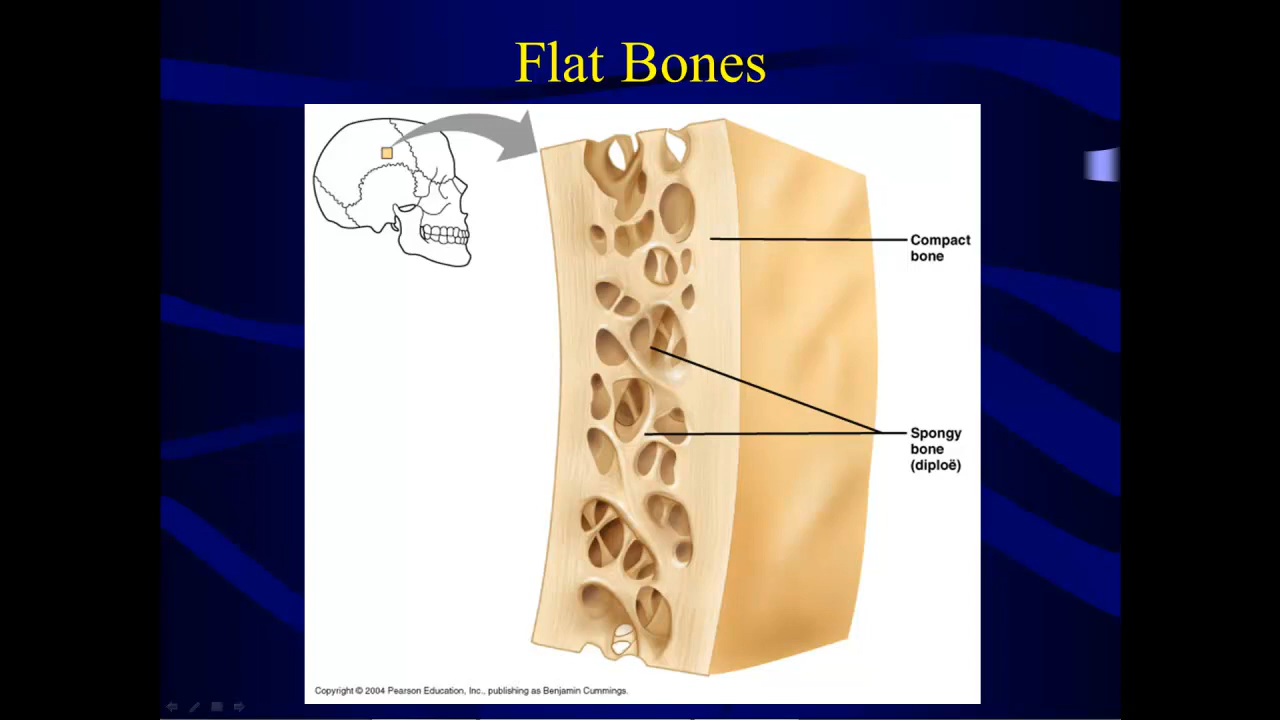 Flat Bones
Compact
bone
Spongy
bone
(diploë)
Copyright © 2004 Pearson Education, Inc., publishing as Benjamin Cummings.